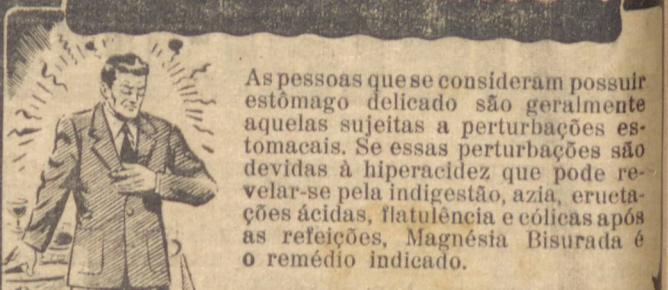 As pessoas que se consideram possuir
estômago delicado são geralmente
aquelas sujeitas a perturbações es-
tomacais. Se essas perturbações são
devidas à hiperacidez que pode re-
velar-se pela indigestão, azia, eructa-
ções ácidas, flatulência e cólicas após
as refeições, Magnésia Bisurada é
o remédio indicado.